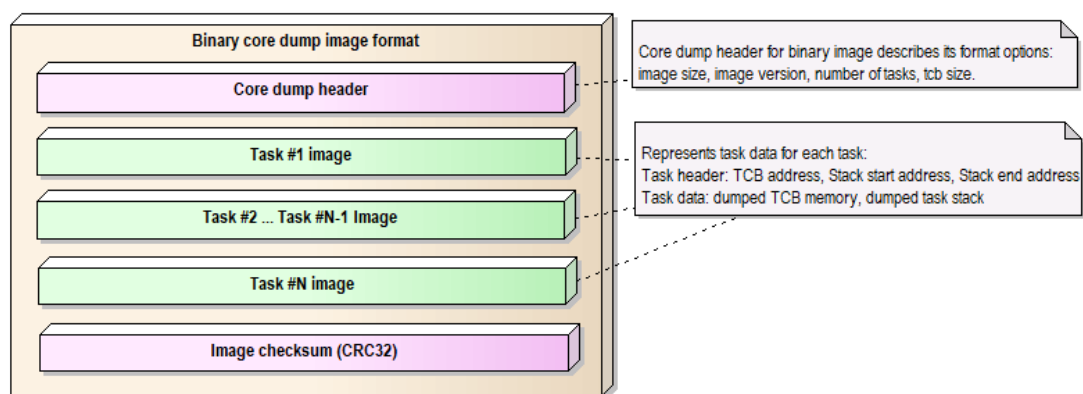 Binary core dump image format
Core dump header
Task #1 image
Task #2 ... Task #N-1 Image
Task #N image
Image checksum (CRC32)
Core dump header for binary image describes its format options:
image size, image version, number of tasks, tcb size.
Represents task data for each task:
Task header: TCB address, Stack start address, Stack end address
Task data: dumped TCB memory, dumped task stack